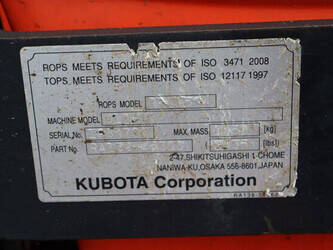 ROPS MEETS REQUIREMENTS OF ISO 3471 2008
TOPS MEETS REQUIREMENTS OF ISO 12117 1997
ROPS MODEL
MACHINE MODEL
SERIAL No. MAX. MASS [kg]
PART No. [lbs]
2-47, SHIKITSUHIGASHI 1-CHOME
NANIWA-KU, OSAKA 556-8601, JAPAN
KUBOTA Corporation